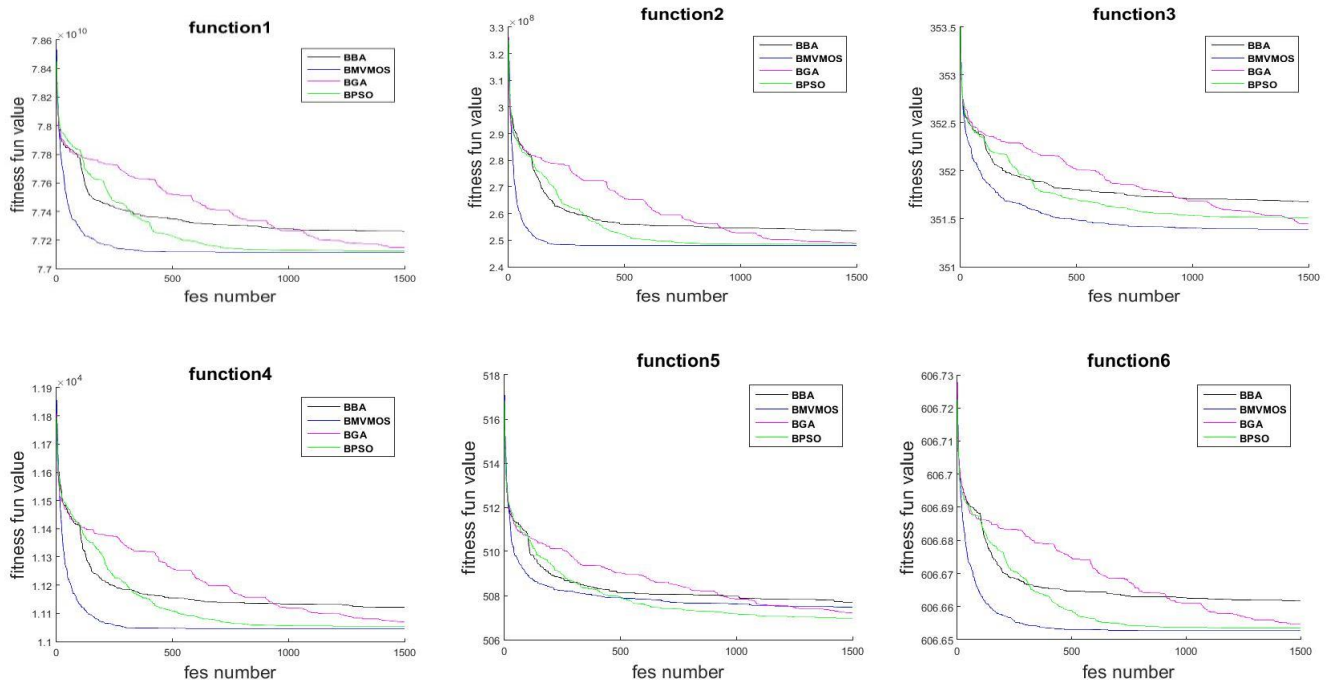 function1
×10^10
7.86
7.84
7.82
7.8
7.78
7.76
7.74
7.72
7.7
fitness fun value
BBA
BMVMOS
BGA
BPSO
0 500 1000 1500
fes number
function2
×10^8
3.3
3.2
3.1
3
2.9
2.8
2.7
2.6
2.5
2.4
fitness fun value
BBA
BMVMOS
BGA
BPSO
0 500 1000 1500
fes number
function3
353.5
353
352.5
352
351.5
351
fitness fun value
BBA
BMVMOS
BGA
BPSO
0 500 1000 1500
fes number
function4
×10^4
1.19
1.18
1.17
1.16
1.15
1.14
1.13
1.12
1.11
1.1
fitness fun value
BBA
BMVMOS
BGA
BPSO
0 500 1000 1500
fes number
function5
518
516
514
512
510
508
506
fitness fun value
BBA
BMVMOS
BGA
BPSO
0 500 1000 1500
fes number
function6
606.73
606.72
606.71
606.7
606.69
606.68
606.67
606.66
606.65
fitness fun value
BBA
BMVMOS
BGA
BPSO
0 500 1000 1500
fes number